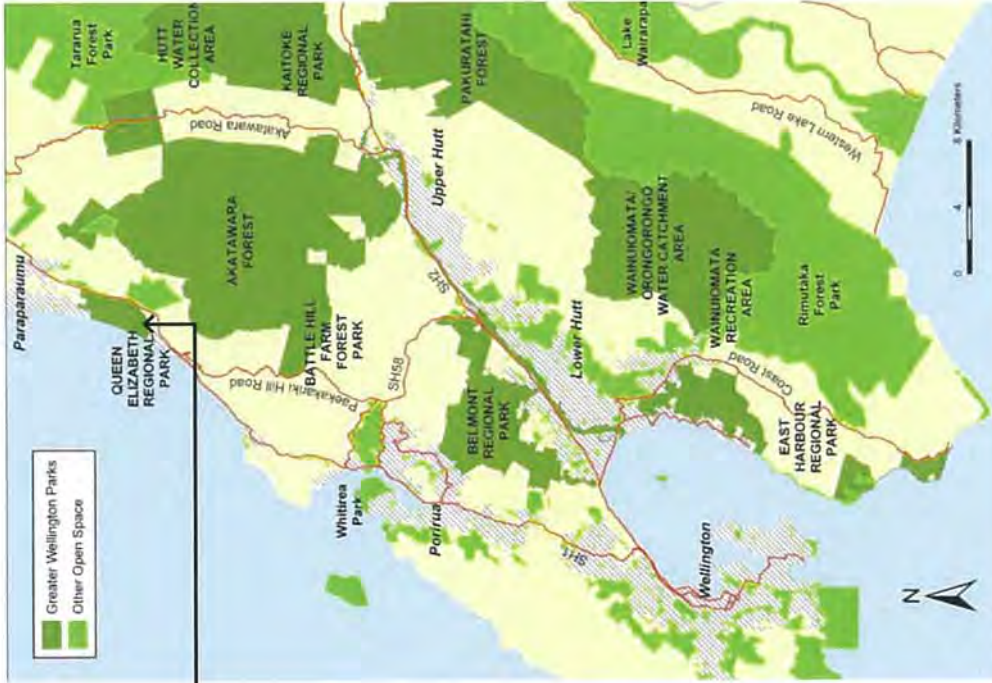 Greater Wellington Parks
Other Open Space
Paraparaumu
QUEEN
ELIZABETH
REGIONAL
PARK
Tararua
Forest
Park
HUTT
WATER
COLLECTION
AREA
KAITOKE
REGIONAL
PARK
Akatawara Road
AKATAWARA
FOREST
PAKURATAHI
FOREST
Lake
Wairarapa
Western Lake Road
Paekakariki Hill Road
BATTLE HILL
FARM
FOREST PARK
Upper Hutt
SH2
SH58
Whitirea
Park
Porirua
BELMONT
REGIONAL
PARK
Lower Hutt
WAINUIOMATA/
ORONGORONGO
WATER CATCHMENT
AREA
WAINUIOMATA
RECREATION
AREA
Rimutaka
Forest
Park
Coast Road
SH1
EAST
HARBOUR
REGIONAL
PARK
Wellington
N
0 4 8 Kilometers